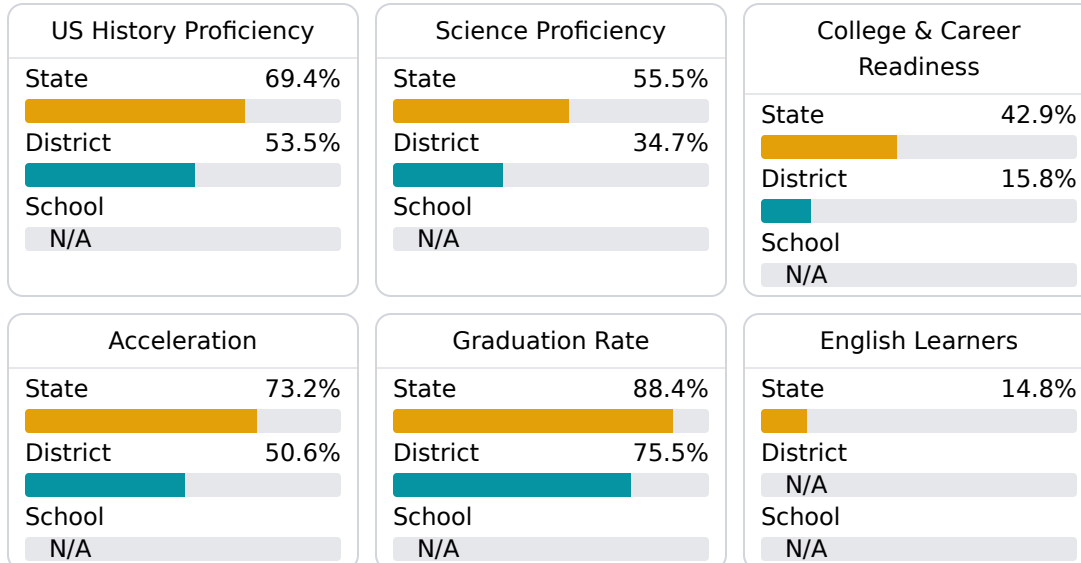 US History Proficiency
State 69.4%
District 53.5%
School
N/A
Science Proficiency
State 55.5%
District 34.7%
School
N/A
College & Career
Readiness
State 42.9%
District 15.8%
School
N/A
Acceleration
State 73.2%
District 50.6%
School
N/A
Graduation Rate
State 88.4%
District 75.5%
School
N/A
English Learners
State 14.8%
District
N/A
School
N/A